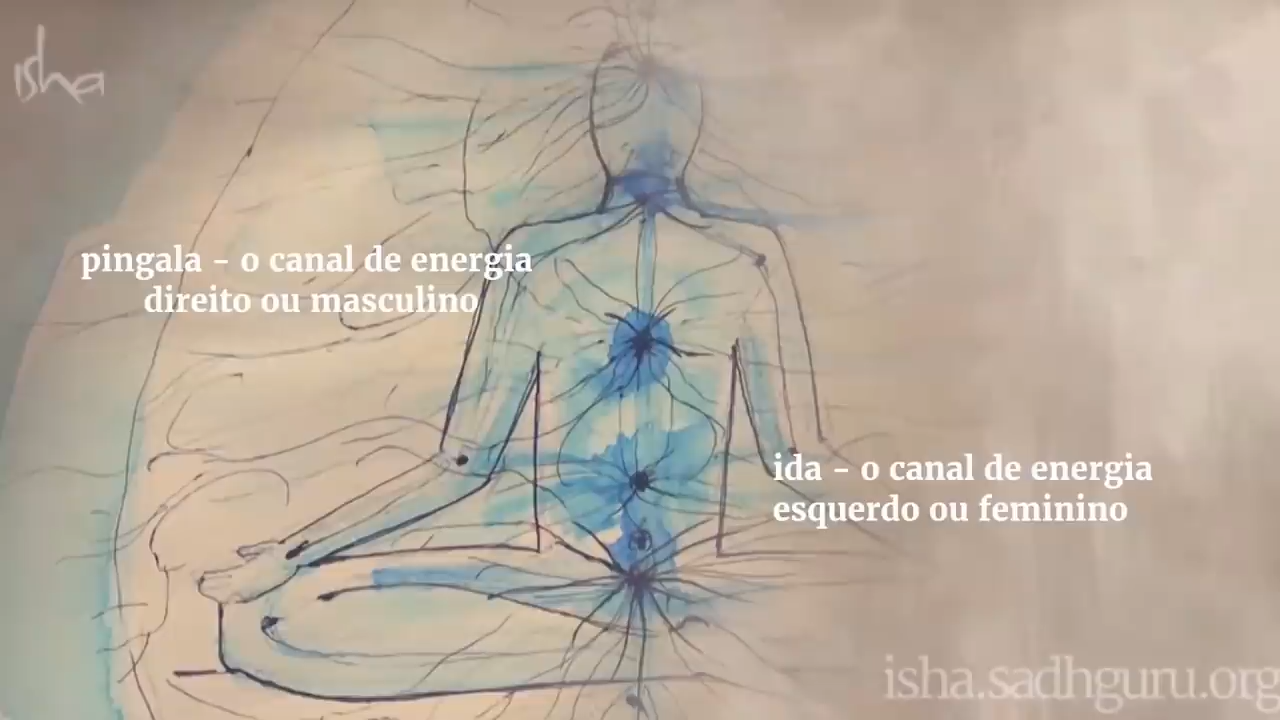 isha
pingala - o canal de energia
direito ou masculino
ida - o canal de energia
esquerdo ou feminino
isha.sadhguru.org